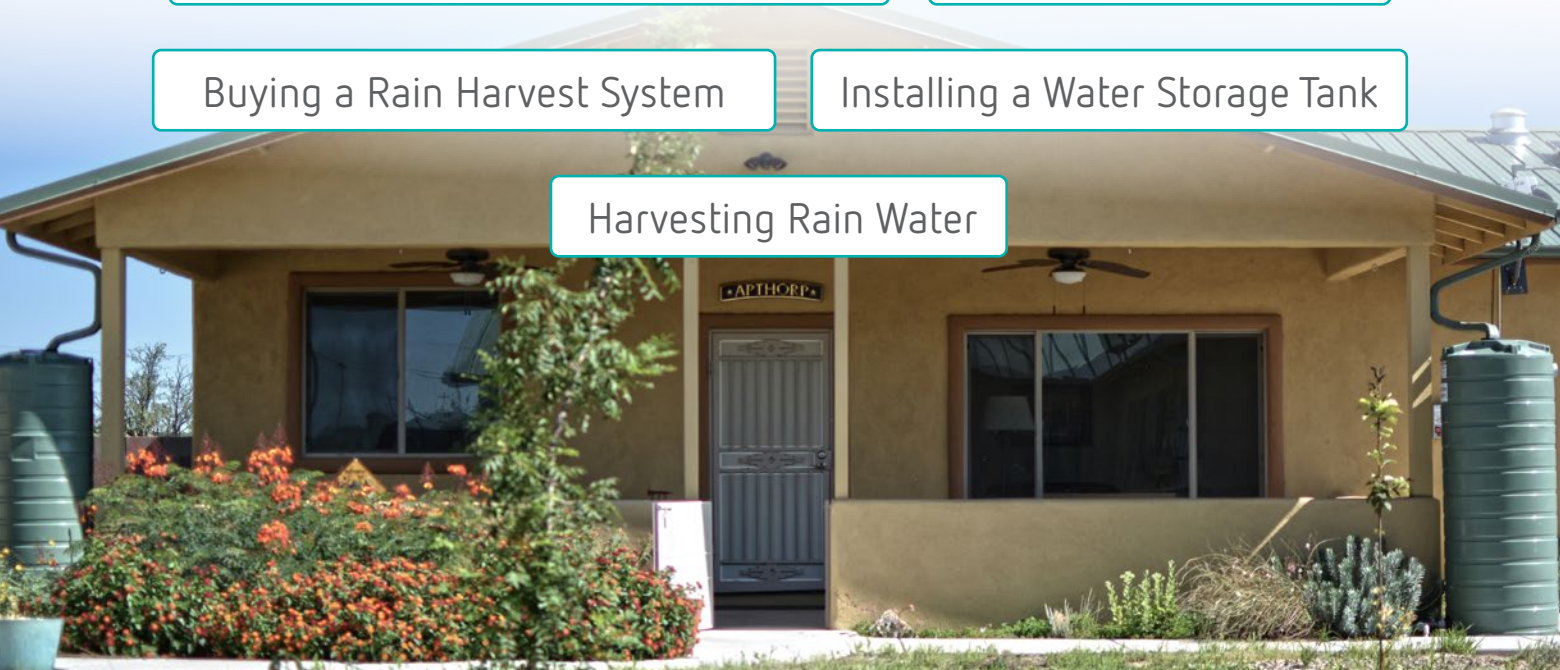 Buying a Rain Harvest System
Installing a Water Storage Tank
Harvesting Rain Water
APTHORP